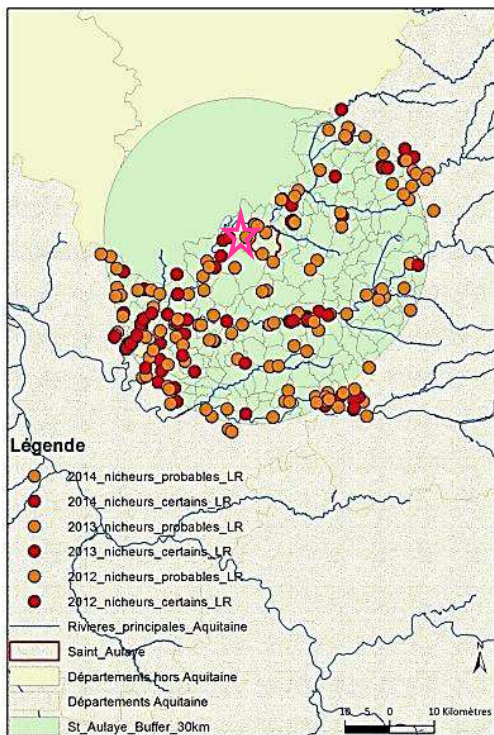 Légende
2014_nicheurs_probables_LR
2014_nicheurs_certains_LR
2013_nicheurs_probables_LR
2013_nicheurs_certains_LR
2012_nicheurs_probables_LR
2012_nicheurs_certains_LR
Rivieres_principales_Aquitaine
Saint_Aulaye
Départements hors Aquitaine
Départements Aquitaine
St_Aulaye_Buffer_30km
N
10 5 0 10 Kilomètres